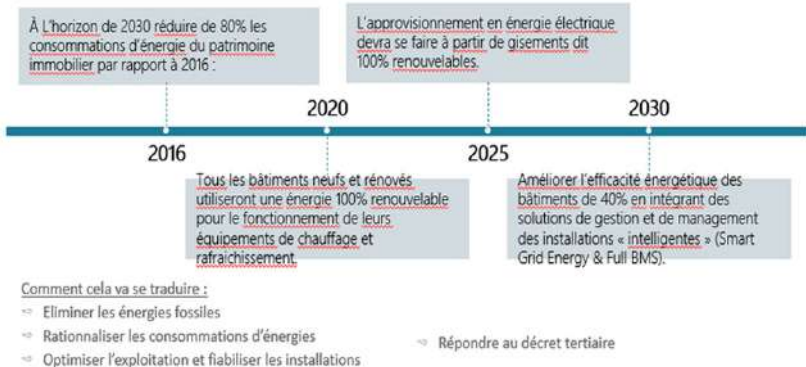 À L'horizon de 2030 réduire de 80% les
consommations d'énergie du patrimoine
immobilier par rapport à 2016 :
L'approvisionnement en énergie électrique
devra se faire à partir de gisements dit
100% renouvelables.
2020
2030
2016
2025
Tous les bâtiments neufs et rénovés
utiliseront une énergie 100% renouvelable
pour le fonctionnement de leurs
équipements de chauffage et
rafraichissement.
Améliorer l'efficacité énergétique des
bâtiments de 40% en intégrant des
solutions de gestion et de management
des installations « intelligentes » (Smart
Grid Energy & Full BMS).
Comment cela va se traduire :
Eliminer les énergies fossiles
Rationnaliser les consommations d'énergies
Optimiser l'exploitation et fiabiliser les installations
Répondre au décret tertiaire